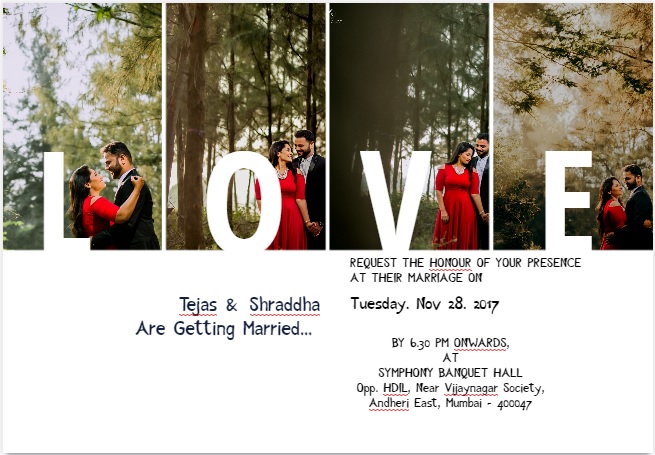 LOVE
REQUEST THE HONOUR OF YOUR PRESENCE
AT THEIR MARRIAGE ON
Tejas & Shraddha
Are Getting Married...
Tuesday. Nov 28. 2017
BY 6.30 PM ONWARDS,
AT
SYMPHONY BANQUET HALL
Opp. HDIL, Near Vijaynagar Society,
Andheri East, Mumbai - 400047